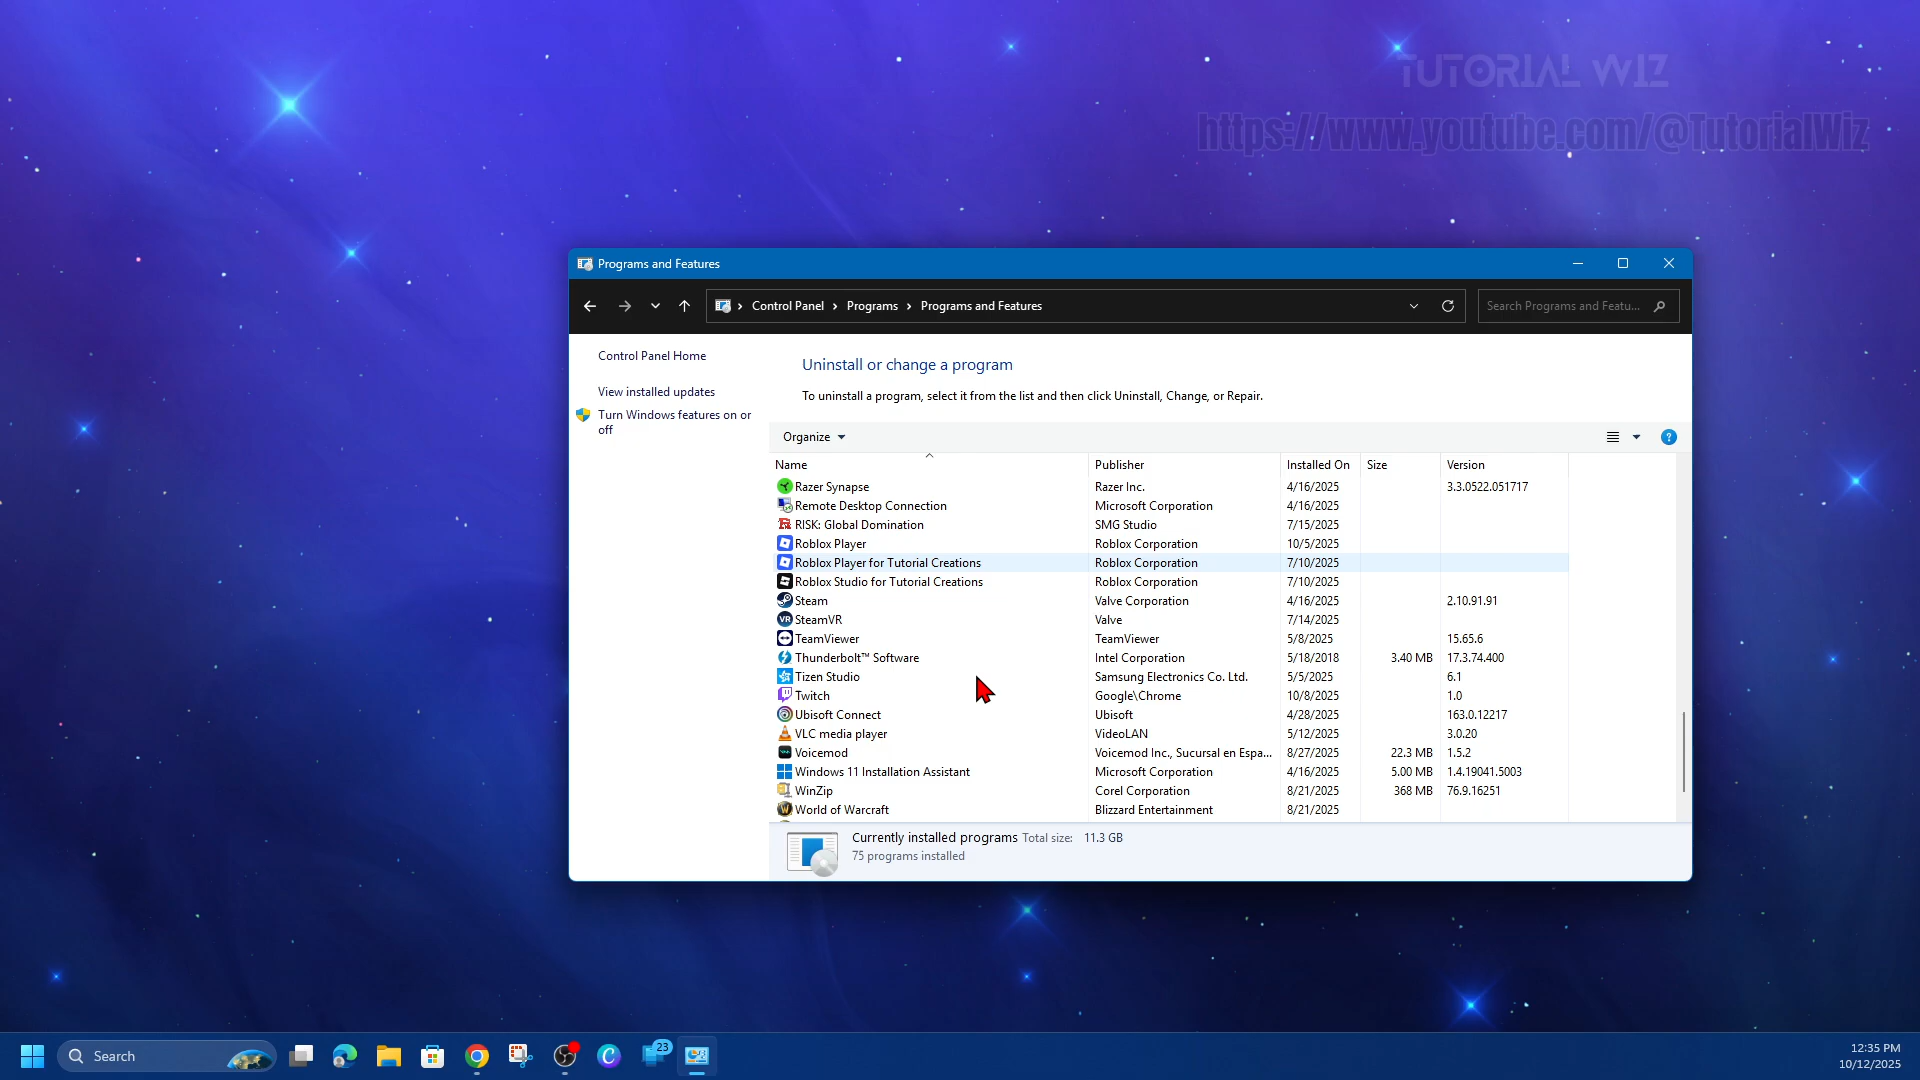 TUTORIAL WIZ
https://www.youtube.com/@TutorialWiz
Programs and Features
Control Panel
Programs
Programs and Features
Search Programs and Featu...
Control Panel Home
View installed updates
Turn Windows features on or
off
Uninstall or change a program
To uninstall a program, select it from the list and then click Uninstall, Change, or Repair.
Organize
?
Name Publisher Installed On Size Version
Razer Synapse Razer Inc. 4/16/2025 3.3.0522.051717
Remote Desktop Connection Microsoft Corporation 4/16/2025
RISK: Global Domination SMG Studio 7/15/2025
Roblox Player Roblox Corporation 10/5/2025
Roblox Player for Tutorial Creations Roblox Corporation 7/10/2025
Roblox Studio for Tutorial Creations Roblox Corporation 7/10/2025
Steam Valve Corporation 4/16/2025 2.10.91.91
VR SteamVR Valve 7/14/2025
TeamViewer TeamViewer 5/8/2025 15.65.6
Thunderbolt™ Software Intel Corporation 5/18/2018 3.40 MB 17.3.74.400
Tizen Studio Samsung Electronics Co. Ltd. 5/5/2025 6.1
Twitch Google\Chrome 10/8/2025 1.0
Ubisoft Connect Ubisoft 4/28/2025 163.0.12217
VLC media player VideoLAN 5/12/2025 3.0.20
Voicemod Voicemod Inc., Sucursal en Espa... 8/27/2025 22.3 MB 1.5.2
Windows 11 Installation Assistant Microsoft Corporation 4/16/2025 5.00 MB 1.4.19041.5003
WinZip Corel Corporation 8/21/2025 368 MB 76.9.16251
World of Warcraft Blizzard Entertainment 8/21/2025
Currently installed programs Total size: 11.3 GB
75 programs installed
Search
23
12:35 PM
10/12/2025